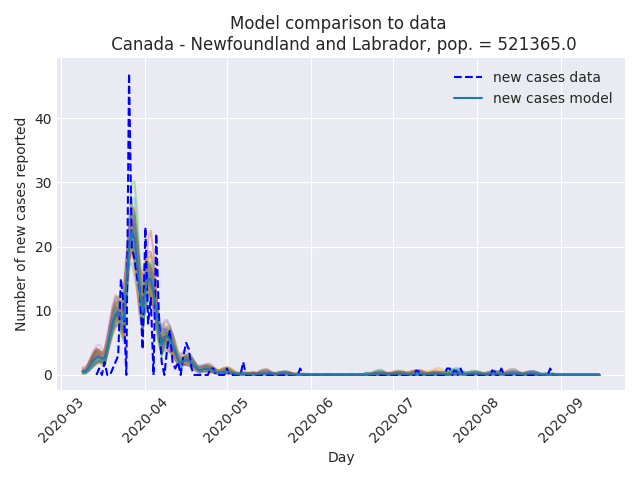 Model comparison to data
Canada - Newfoundland and Labrador, pop. = 521365.0
new cases data
new cases model
Number of new cases reported
40
30
20
10
0
2020-03
2020-04
2020-05
2020-06
2020-07
2020-08
2020-09
Day